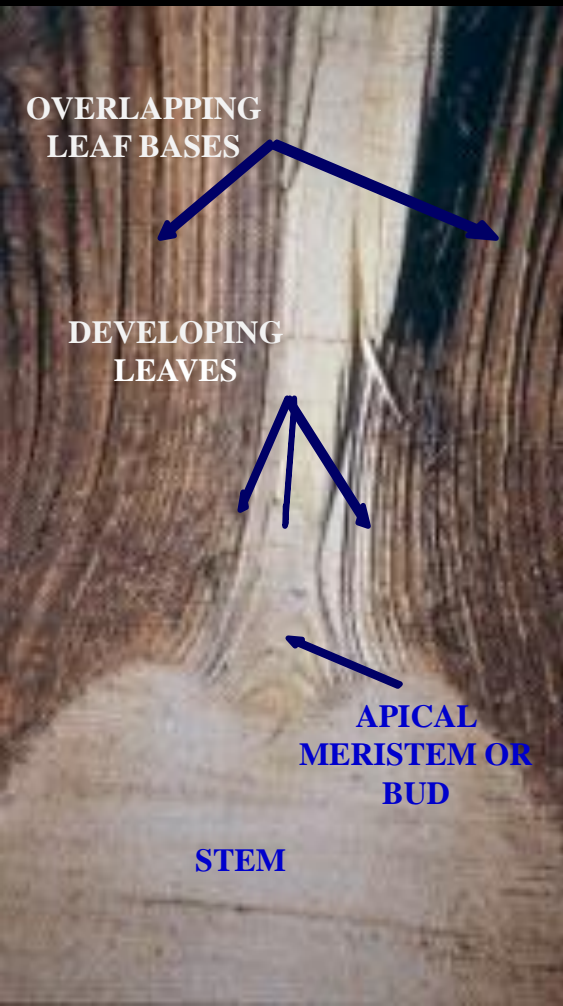 OVERLAPPING
LEAF BASES
DEVELOPING
LEAVES
APICAL
MERISTEM OR
BUD
STEM